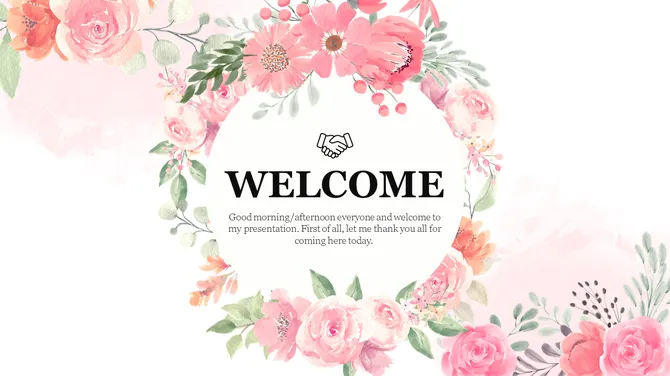 WELCOME
Good morning/afternoon everyone and welcome to
my presentation. First of all, let me thank you all for
coming here today.